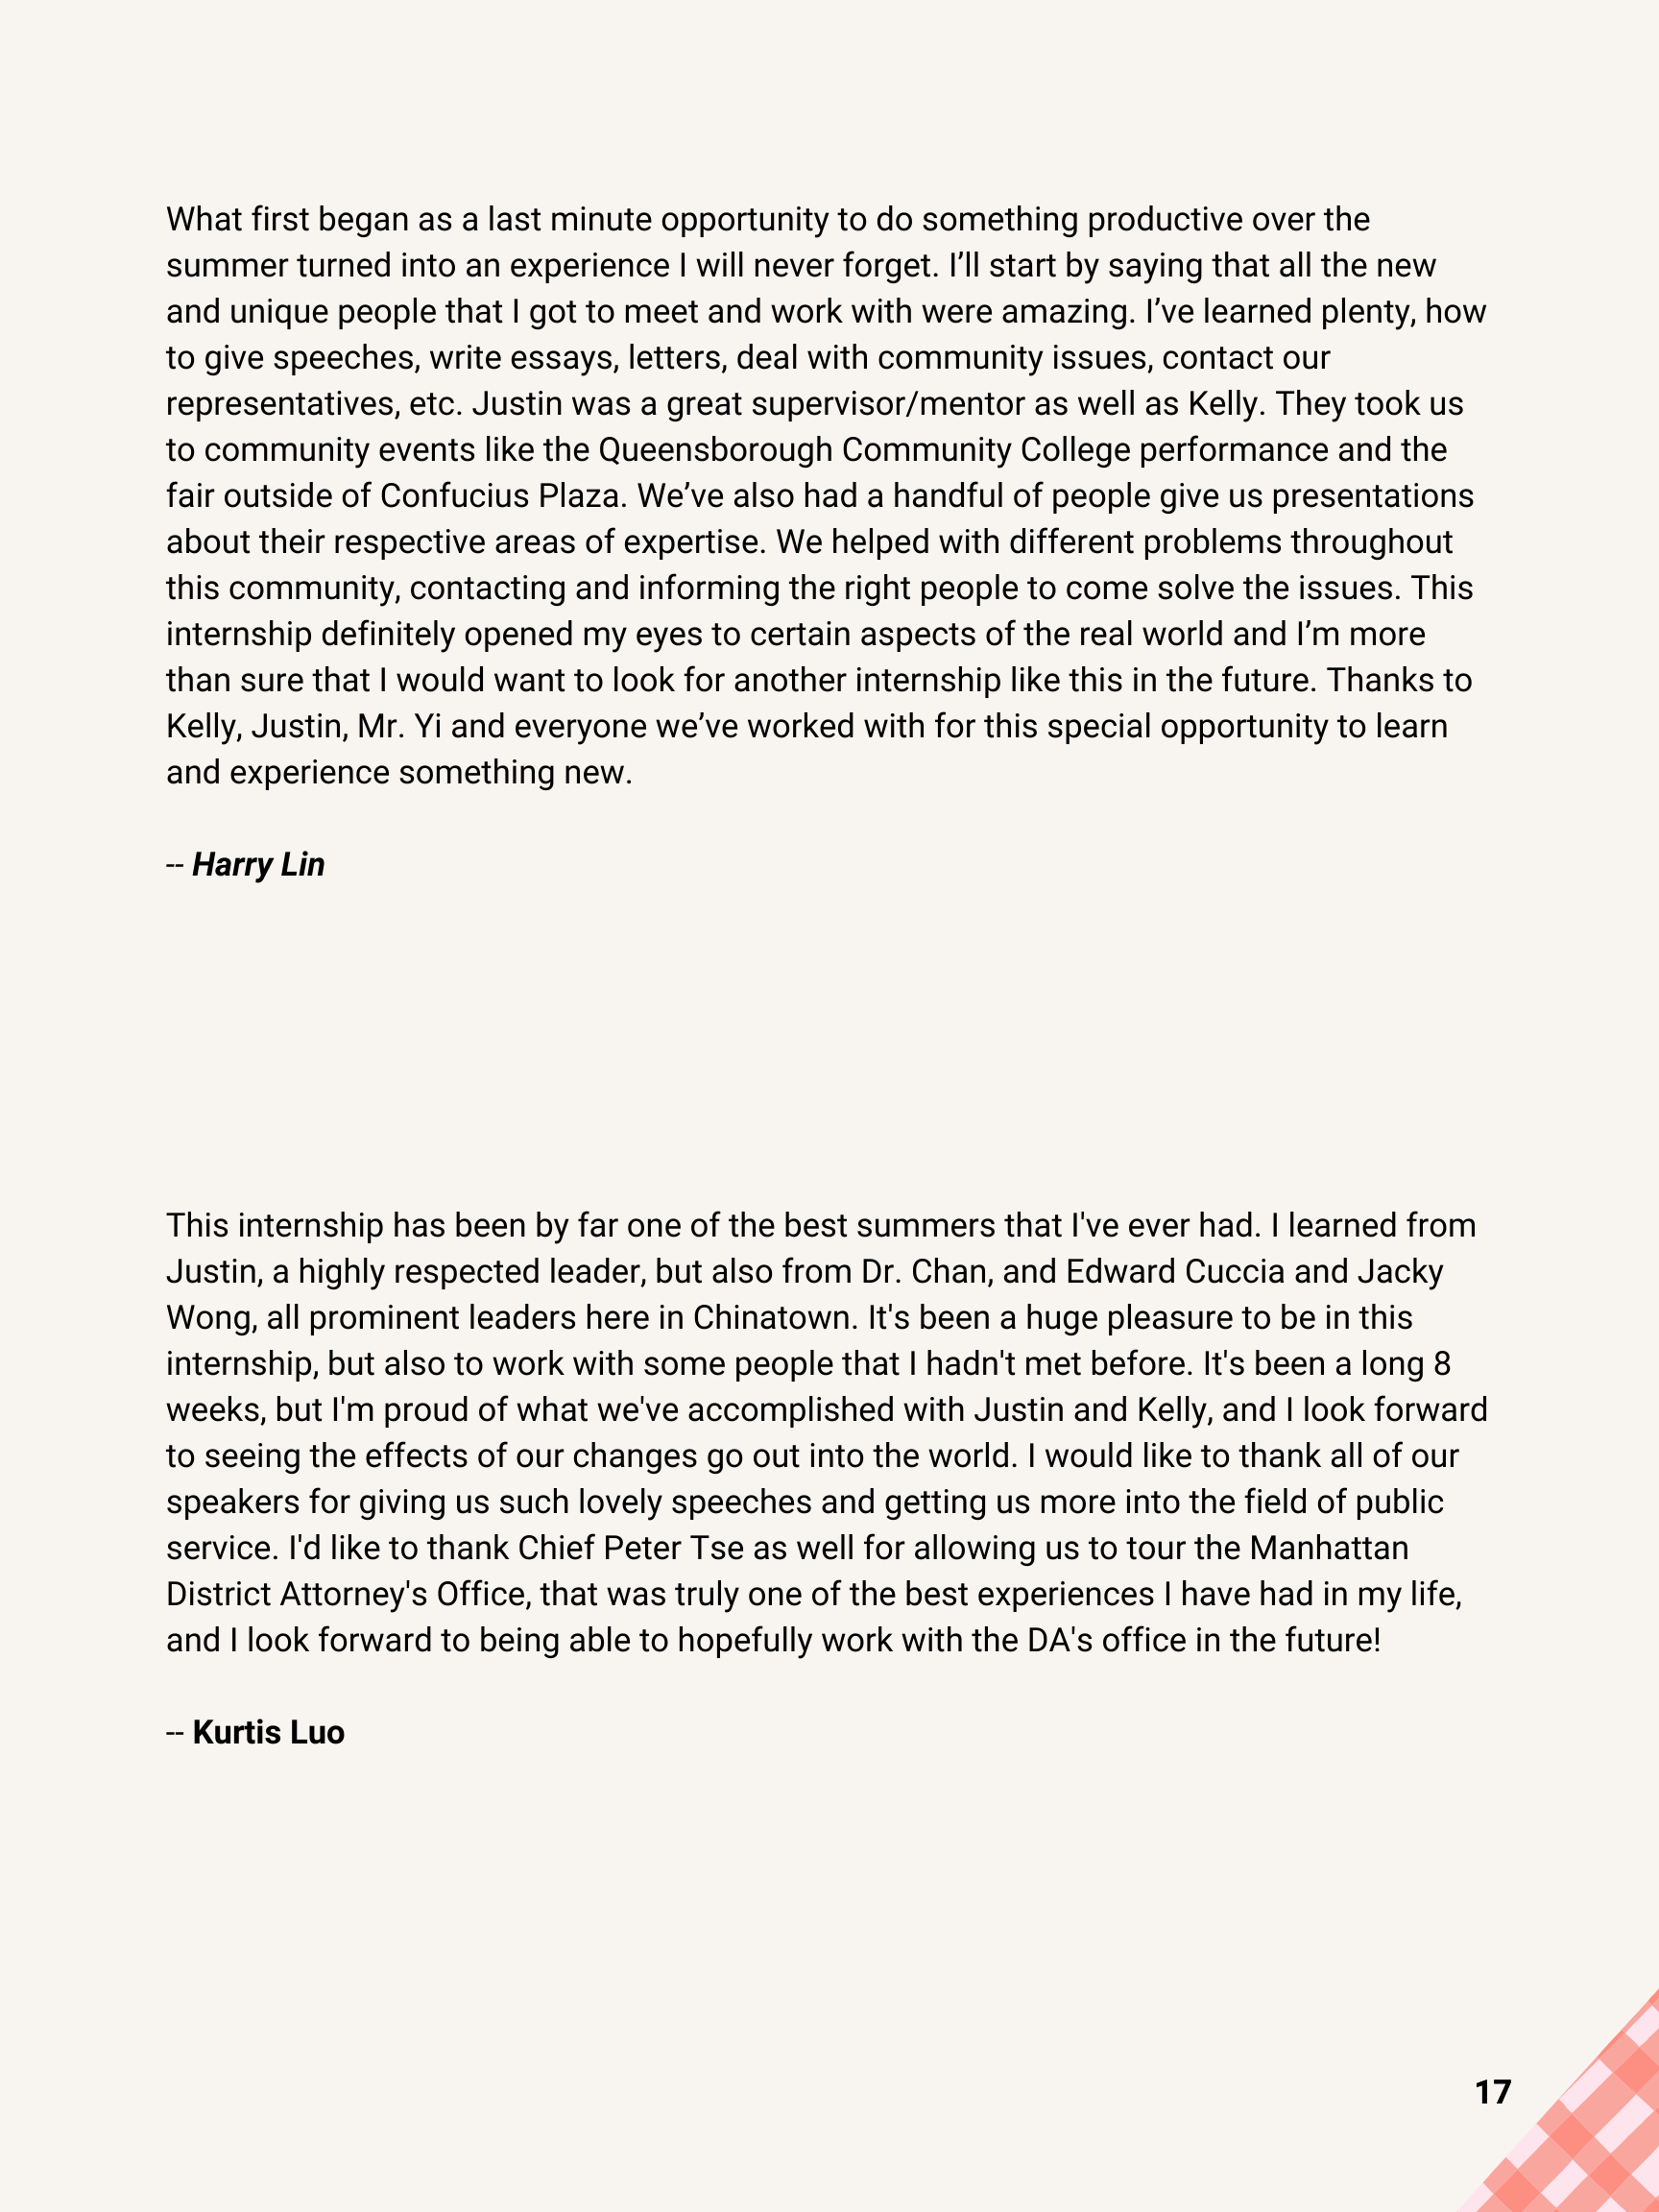 What first began as a last minute opportunity to do something productive over the
summer turned into an experience I will never forget. I’ll start by saying that all the new
and unique people that I got to meet and work with were amazing. I’ve learned plenty, how
to give speeches, write essays, letters, deal with community issues, contact our
representatives, etc. Justin was a great supervisor/mentor as well as Kelly. They took us
to community events like the Queensborough Community College performance and the
fair outside of Confucius Plaza. We’ve also had a handful of people give us presentations
about their respective areas of expertise. We helped with different problems throughout
this community, contacting and informing the right people to come solve the issues. This
internship definitely opened my eyes to certain aspects of the real world and I’m more
than sure that I would want to look for another internship like this in the future. Thanks to
Kelly, Justin, Mr. Yi and everyone we’ve worked with for this special opportunity to learn
and experience something new.
-- Harry Lin
This internship has been by far one of the best summers that I've ever had. I learned from
Justin, a highly respected leader, but also from Dr. Chan, and Edward Cuccia and Jacky
Wong, all prominent leaders here in Chinatown. It's been a huge pleasure to be in this
internship, but also to work with some people that I hadn't met before. It's been a long 8
weeks, but I'm proud of what we've accomplished with Justin and Kelly, and I look forward
to seeing the effects of our changes go out into the world. I would like to thank all of our
speakers for giving us such lovely speeches and getting us more into the field of public
service. I'd like to thank Chief Peter Tse as well for allowing us to tour the Manhattan
District Attorney's Office, that was truly one of the best experiences I have had in my life,
and I look forward to being able to hopefully work with the DA's office in the future!
-- Kurtis Luo
17